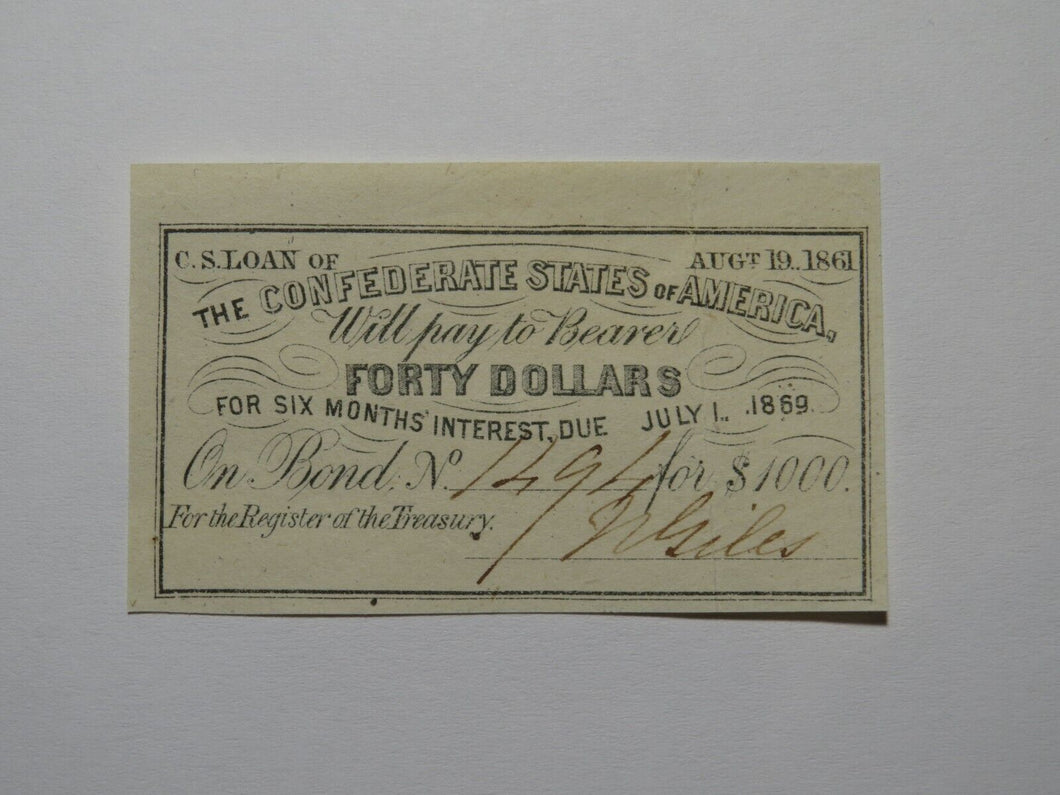 C.S. LOAN OF AUGT 19., 1861
THE CONFEDERATE STATES OF AMERICA,
Will pay to Bearer
FORTY DOLLARS
FOR SIX MONTHS' INTEREST, DUE JULY 1., 1869.
On Bond. No. 1494 for $1000.
For the Register of the Treasury.
Giles